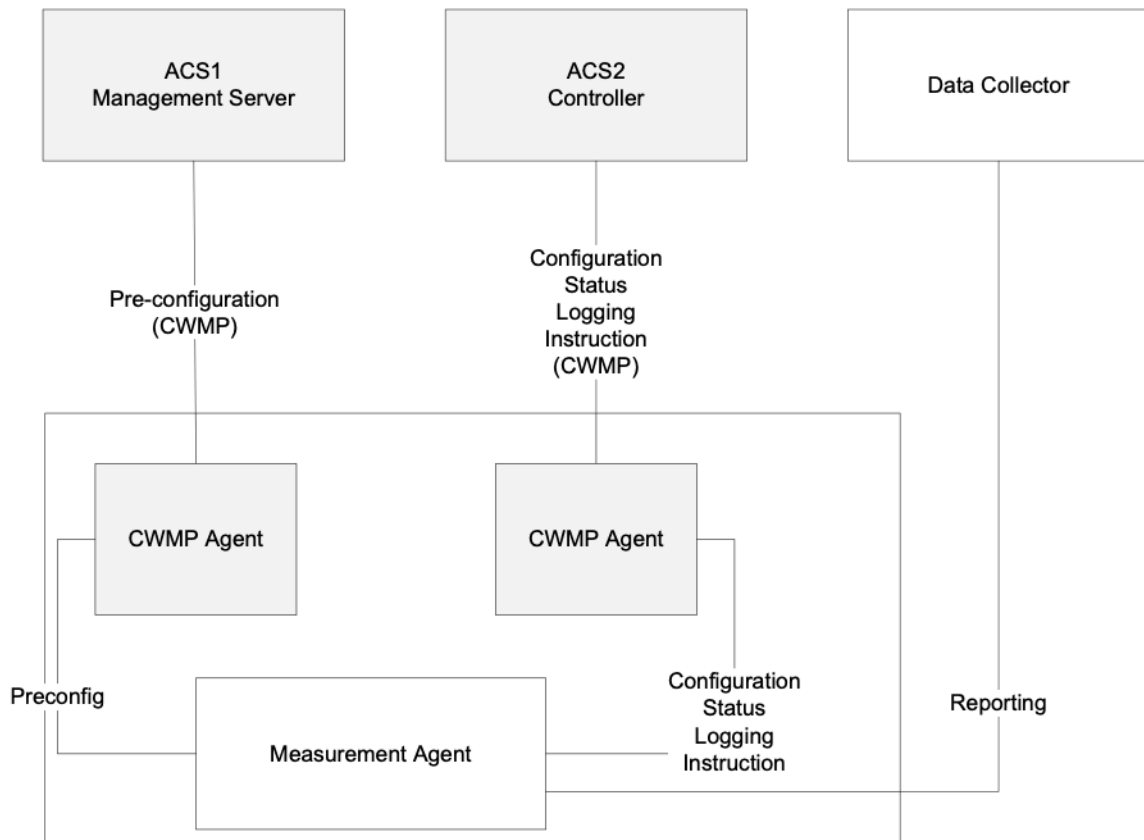 ACS1
Management Server
ACS2
Controller
Data Collector
Pre-configuration
(CWMP)
Configuration
Status
Logging
Instruction
(CWMP)
CWMP Agent
CWMP Agent
Preconfig
Measurement Agent
Configuration
Status
Logging
Instruction
Reporting